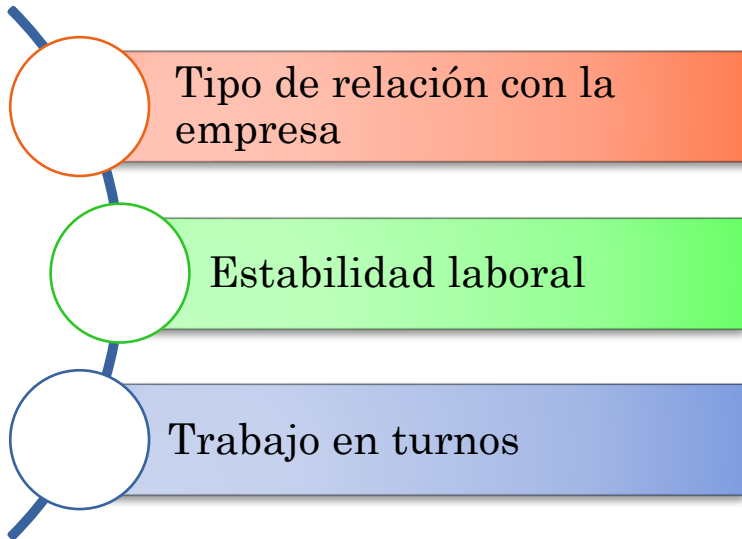 Tipo de relación con la
empresa
Estabilidad laboral
Trabajo en turnos